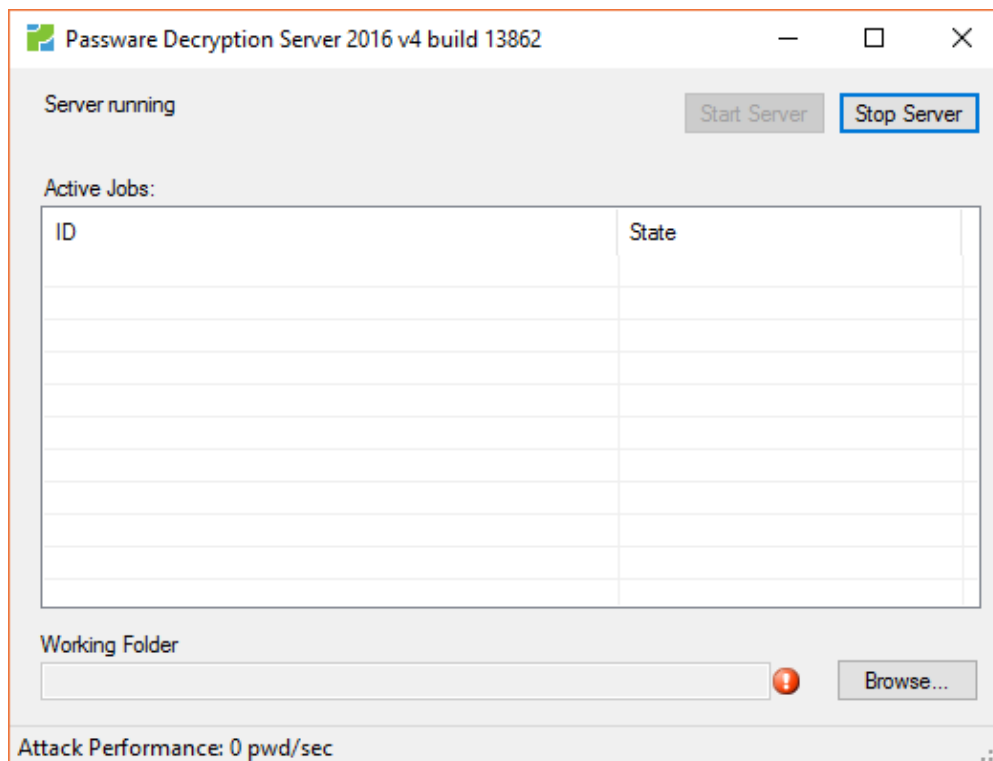 Passware Decryption Server 2016 v4 build 13862
Server running
Start Server
Stop Server
Active Jobs:
ID
State
Working Folder
Browse...
Attack Performance: 0 pwd/sec